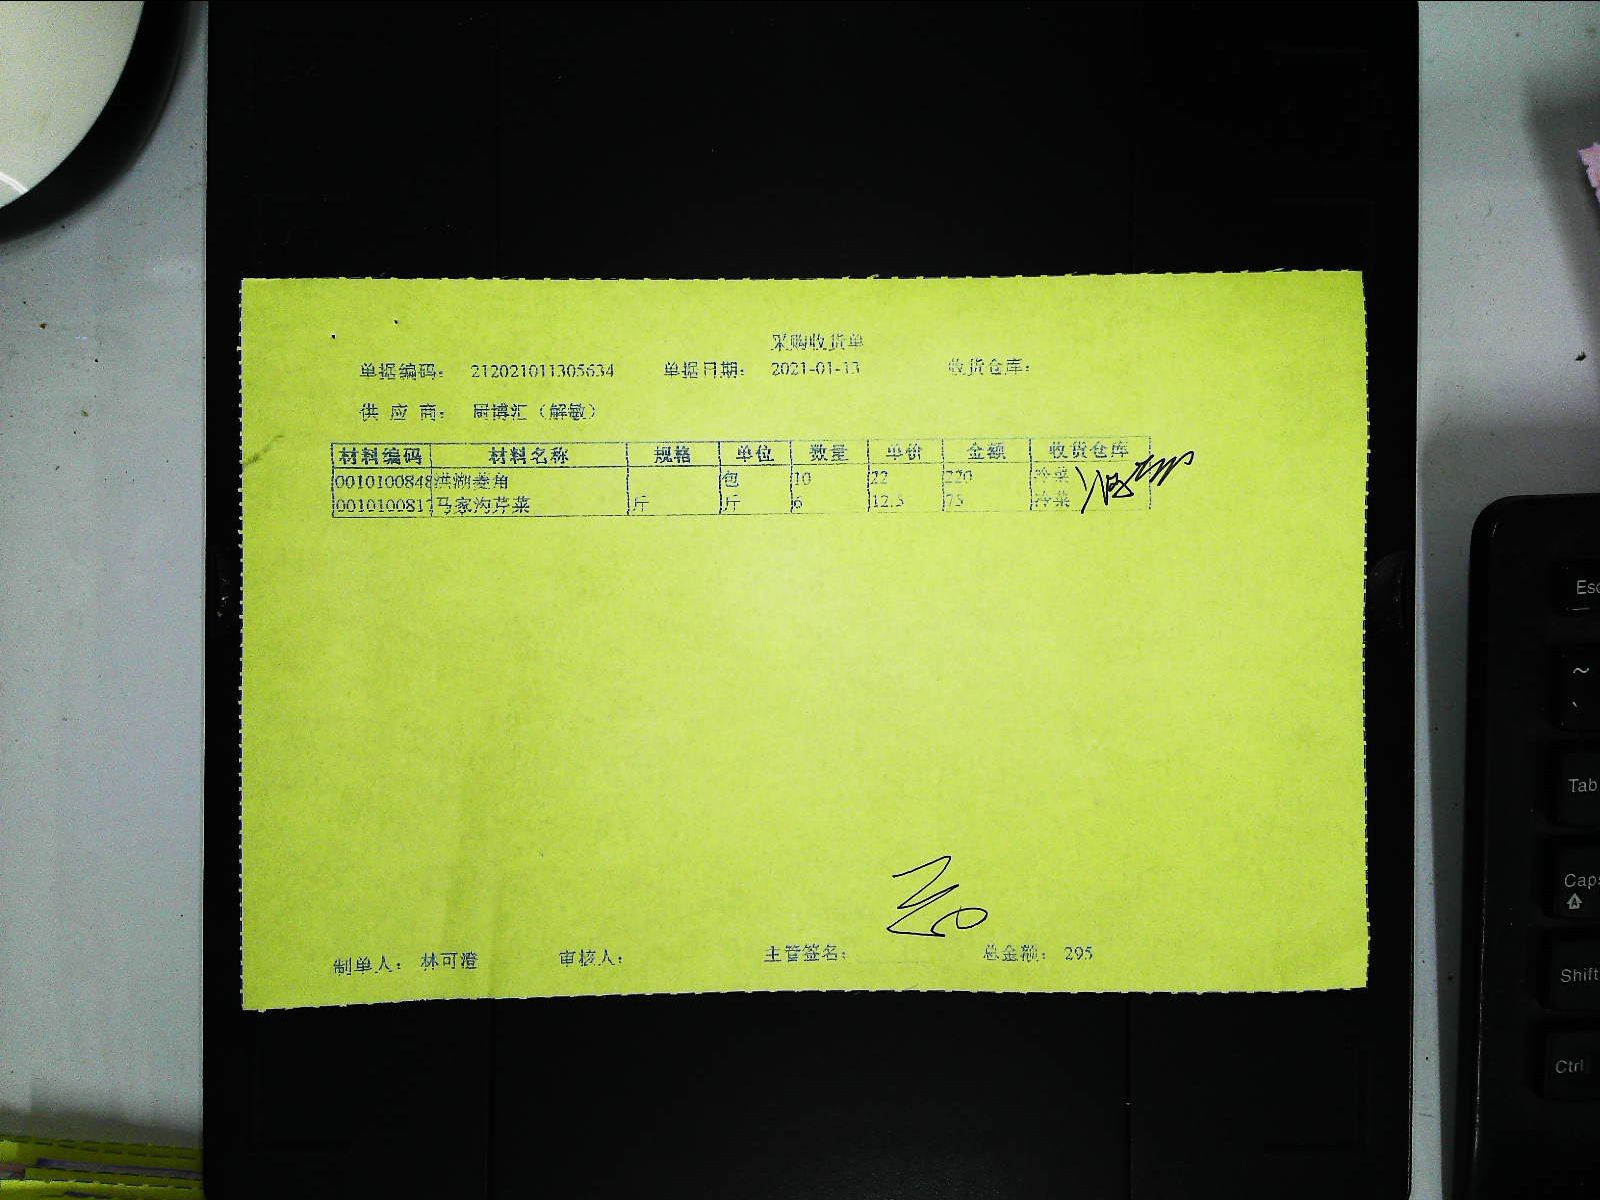 采购收货单
单据编码: 212021011305634 单据日期: 2021-01-13 收货仓库:
供 应 商: 厨博汇（解敏）
材料编码 材料名称 规格 单位 数量 单价 金额 收货仓库
0010100848 洪湖菱角 包 10 22 220 冷菜
001010081 马家沟芹菜 斤 斤 6 12.5 75 冷菜
制单人: 林可澄 审核人: 主管签名: 总金额: 295
Esc
~
`
Tab
Caps
Shift
Ctrl